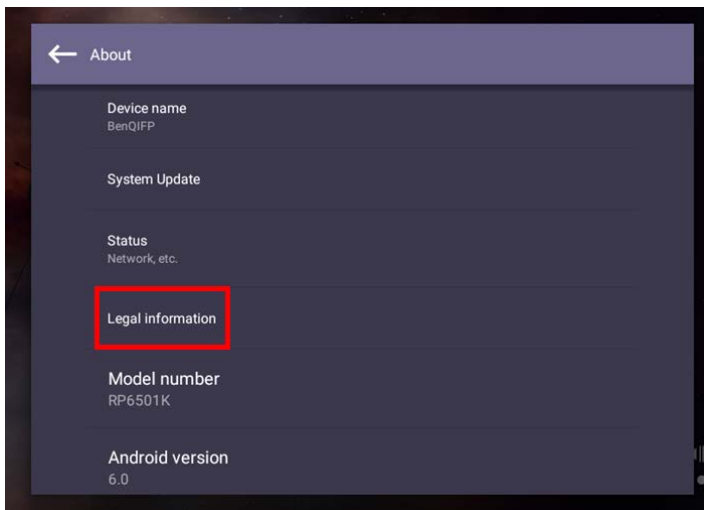 About
Device name
BenQIFP
System Update
Status
Network, etc.
Legal information
Model number
RP6501K
Android version
6.0